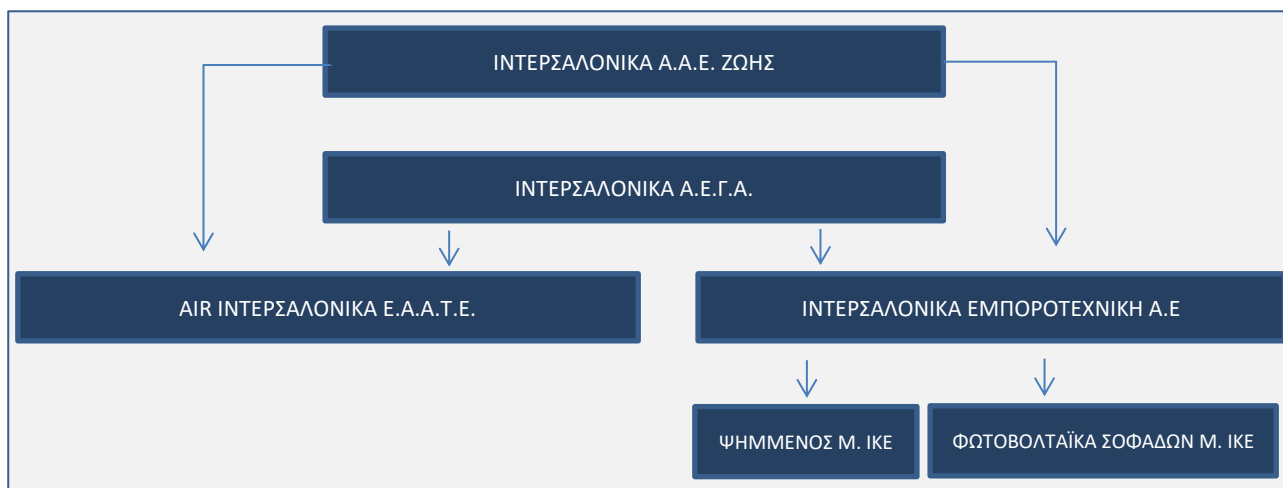 ΙΝΤΕΡΣΑΛΟΝΙΚΑ Α.Α.Ε. ΖΩΗΣ
ΙΝΤΕΡΣΑΛΟΝΙΚΑ Α.Ε.Γ.Α.
AIR ΙΝΤΕΡΣΑΛΟΝΙΚΑ Ε.Α.Α.Τ.Ε.
ΙΝΤΕΡΣΑΛΟΝΙΚΑ ΕΜΠΟΡΟΤΕΧΝΙΚΗ Α.Ε
ΨΗΜΜΕΝΟΣ Μ. ΙΚΕ
ΦΩΤΟΒΟΛΤΑΪΚΑ ΣΟΦΑΔΩΝ Μ. ΙΚΕ